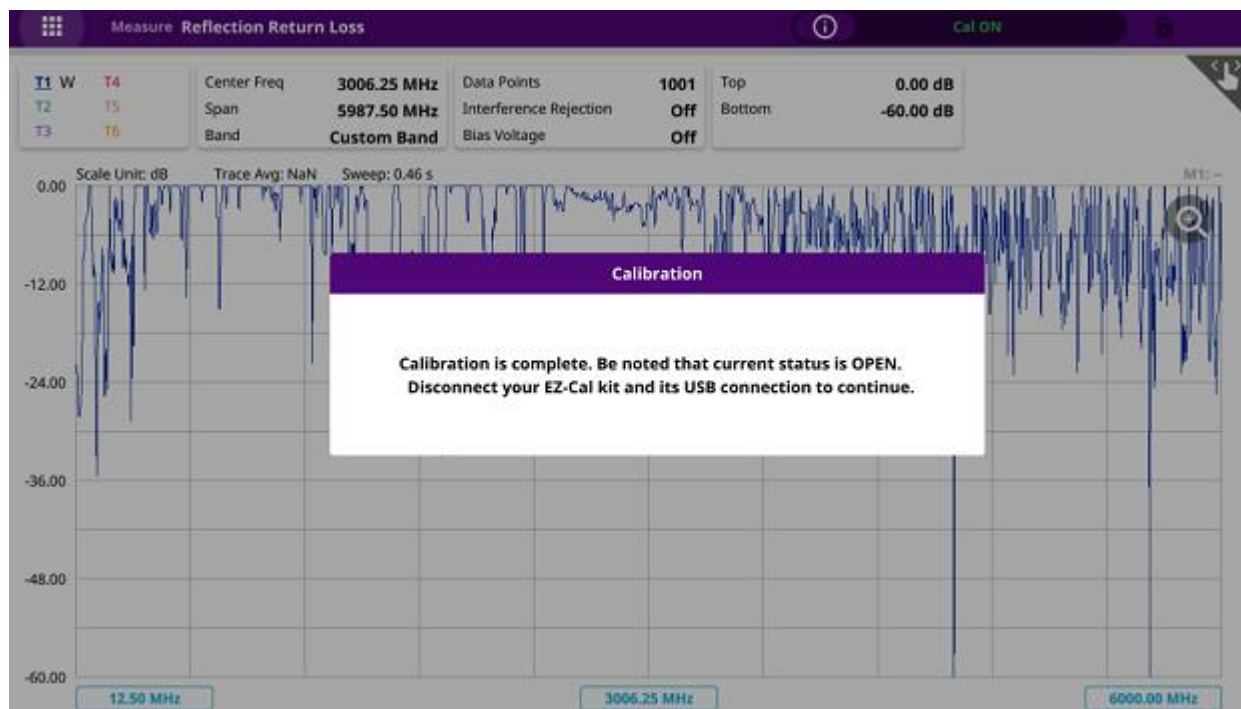 Measure Reflection Return Loss
Cal ON
T1 W T4
T2 T5
T3 T6
Center Freq 3006.25 MHz
Span 5987.50 MHz
Band Custom Band
Data Points 1001
Interference Rejection Off
Bias Voltage Off
Top 0.00 dB
Bottom -60.00 dB
Scale Unit: dB Trace Avg: NaN Sweep: 0.46 s
M1: --
0.00
-12.00
-24.00
-36.00
-48.00
-60.00
Calibration
Calibration is complete. Be noted that current status is OPEN.
Disconnect your EZ-Cal kit and its USB connection to continue.
12.50 MHz 3006.25 MHz 6000.00 MHz